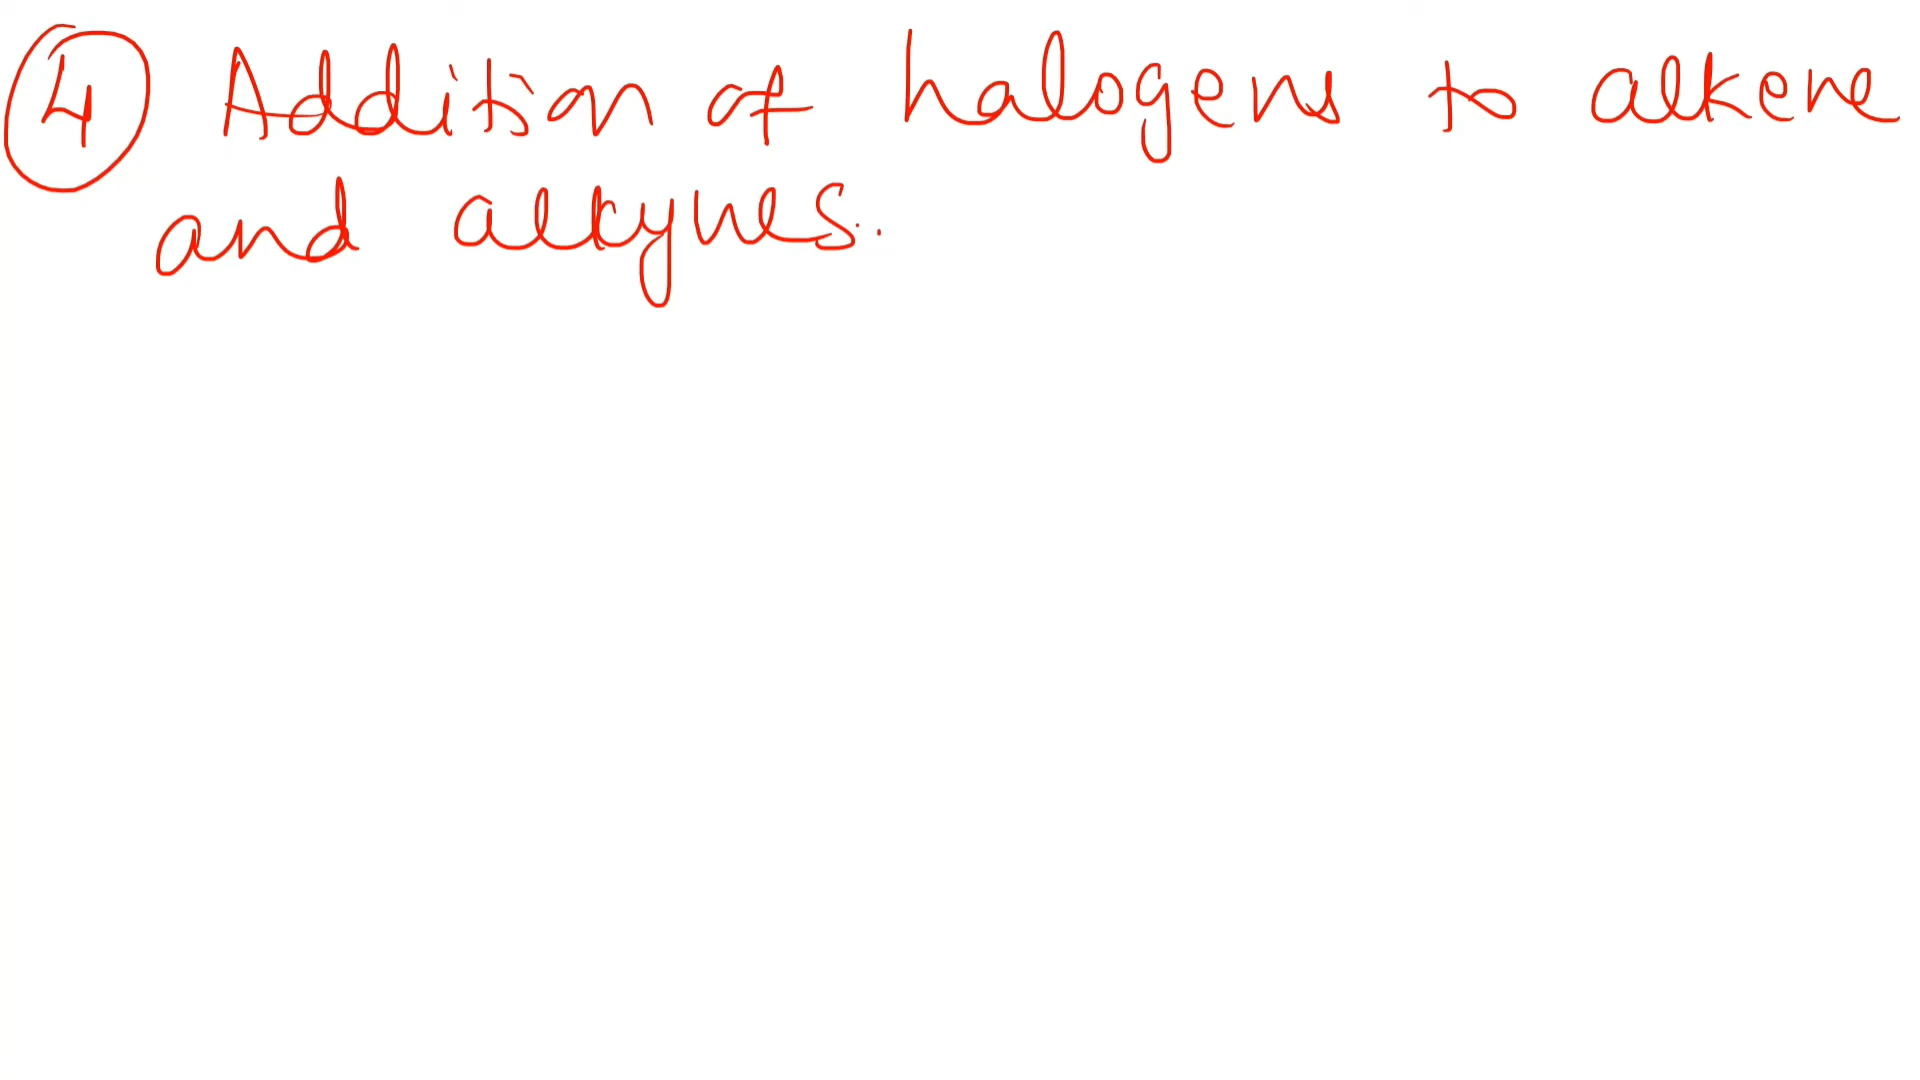 ④ Addition of halogens to alkene
and alkynes.